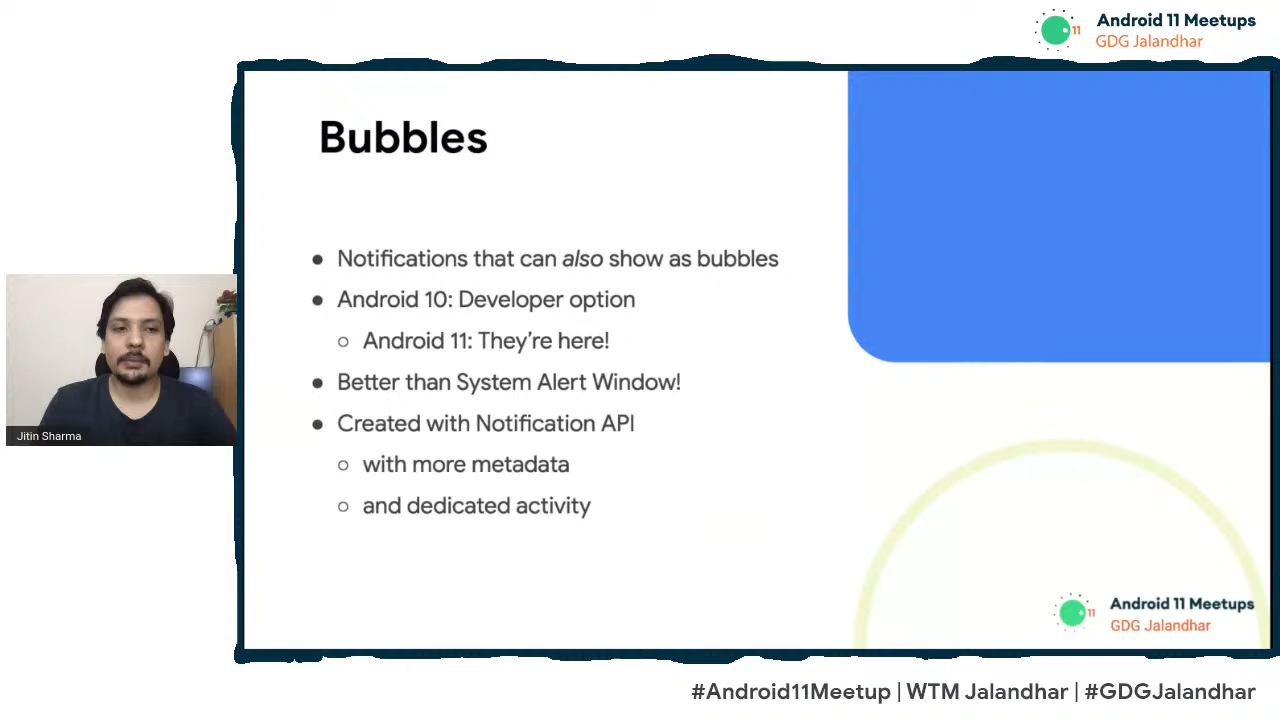 11 Android 11 Meetups
GDG Jalandhar
Bubbles
● Notifications that can also show as bubbles
● Android 10: Developer option
○ Android 11: They're here!
● Better than System Alert Window!
● Created with Notification API
○ with more metadata
○ and dedicated activity
Jitin Sharma
11 Android 11 Meetups
GDG Jalandhar
#Android11Meetup | WTM Jalandhar | #GDGJalandhar